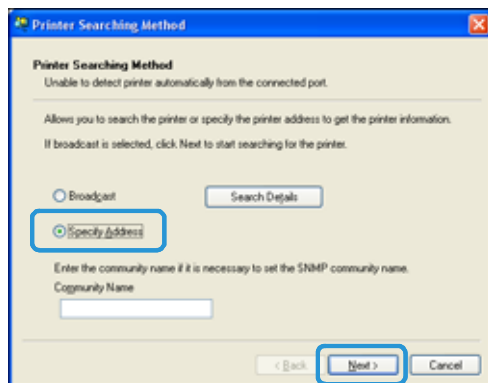 Printer Searching Method
Printer Searching Method
Unable to detect printer automatically from the connected port.
Allows you to search the printer or specify the printer address to get the printer information.
If broadcast is selected, click Next to start searching for the printer.
Broadcast
Search Details
Specify Address
Enter the community name if it is necessary to set the SNMP community name.
Community Name
< Back
Next >
Cancel